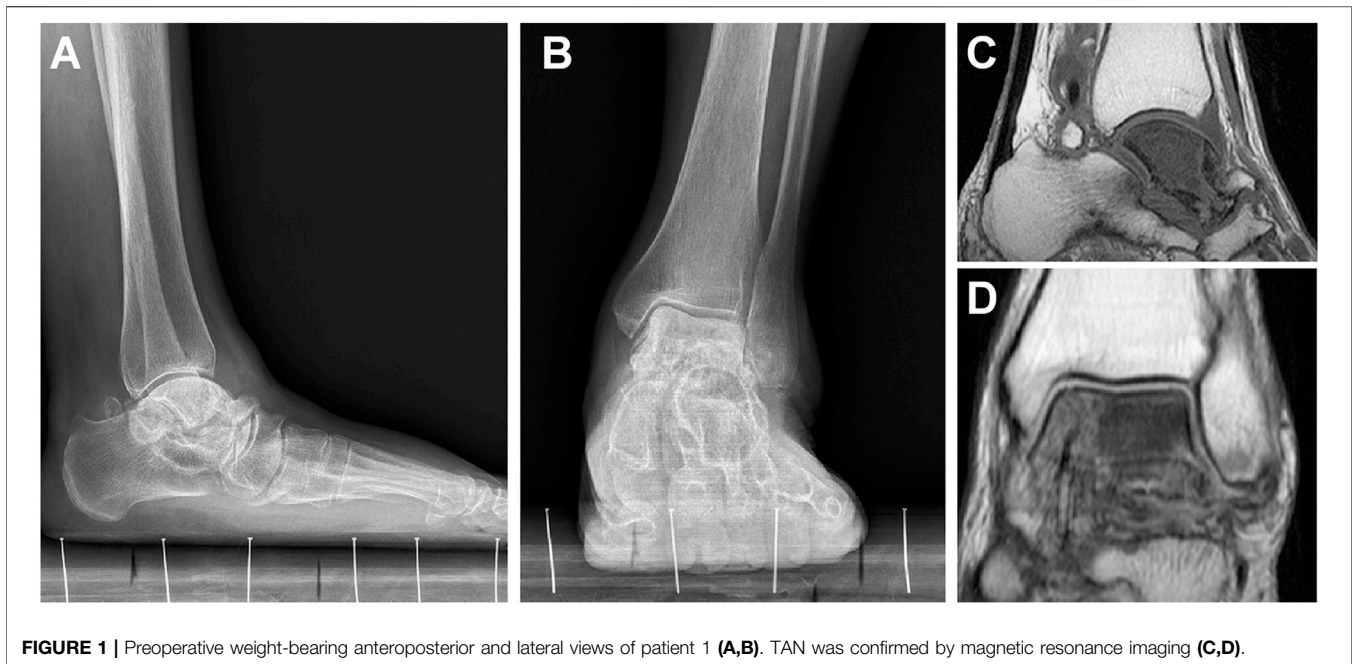 A
B
C
D
FIGURE 1 | Preoperative weight-bearing anteroposterior and lateral views of patient 1 (A,B). TAN was confirmed by magnetic resonance imaging (C,D).